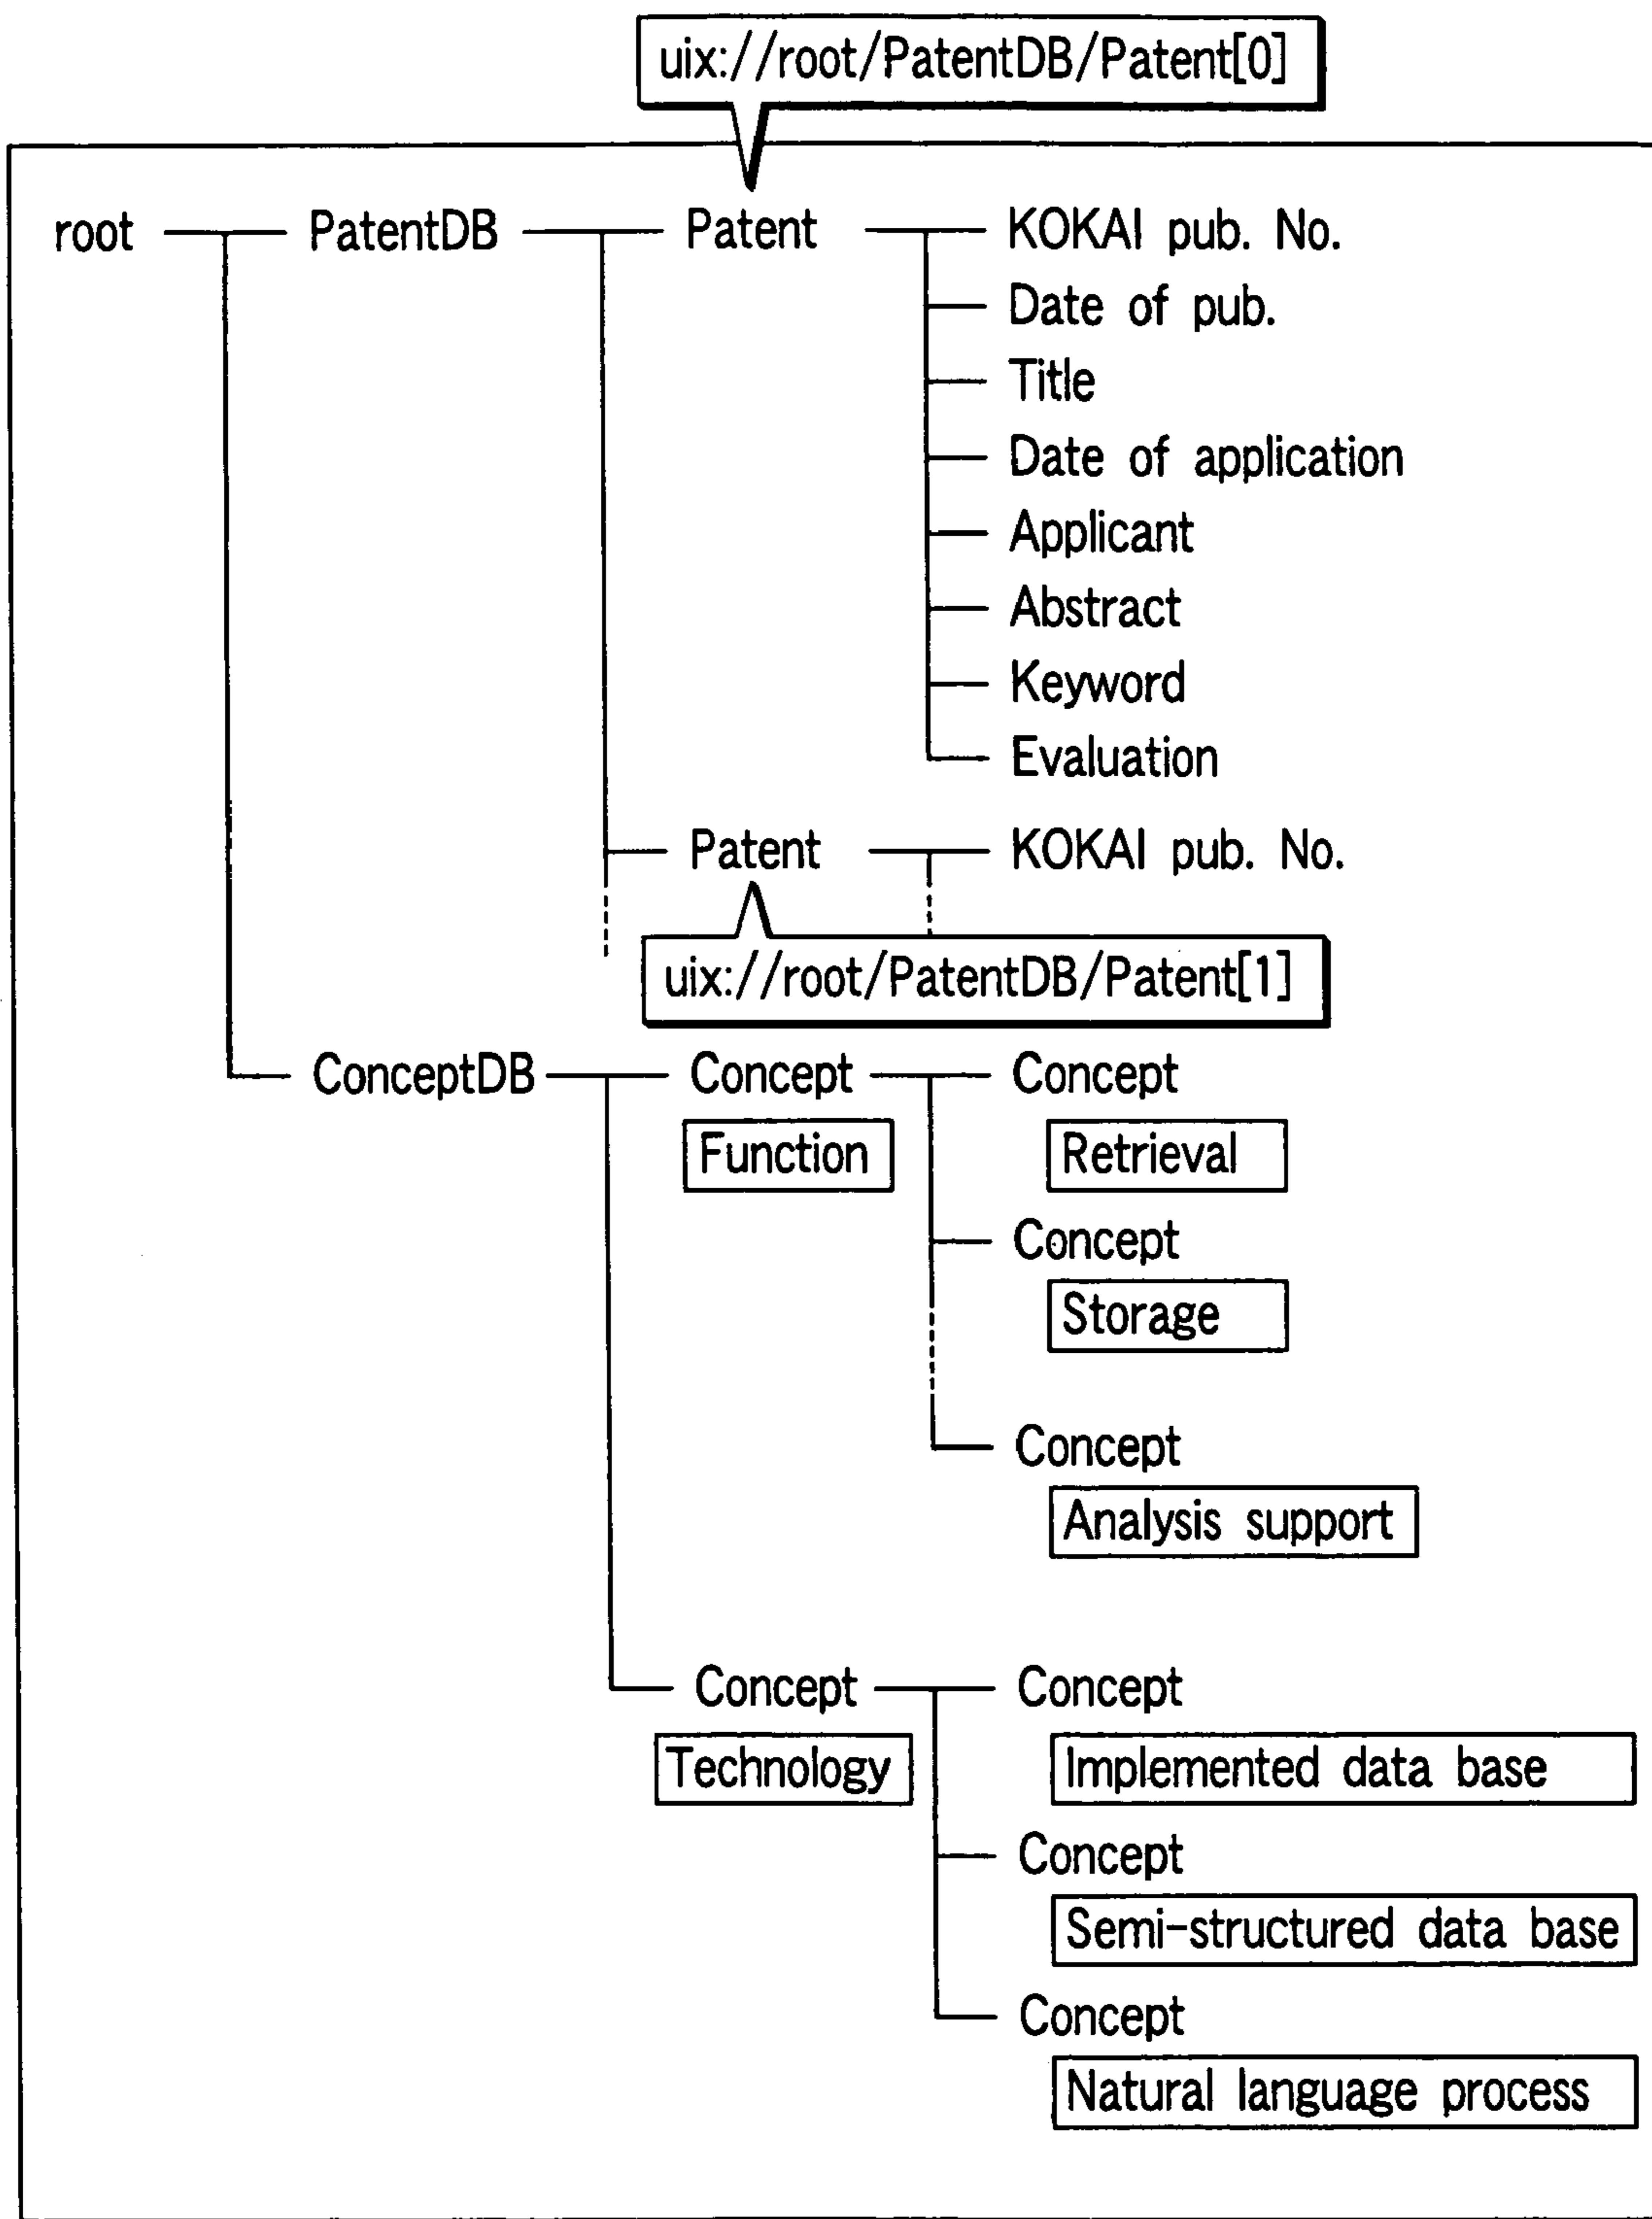 uix://root/PatentDB/Patent[0]
root PatentDB Patent KOKAI pub. No.
Date of pub.
Title
Date of application
Applicant
Abstract
Keyword
Evaluation
Patent KOKAI pub. No.
uix://root/PatentDB/Patent[1]
ConceptDB Concept Concept
Function Retrieval
Concept
Storage
Concept
Analysis support
Concept Concept
Technology Implemented data base
Concept
Semi-structured data base
Concept
Natural language process